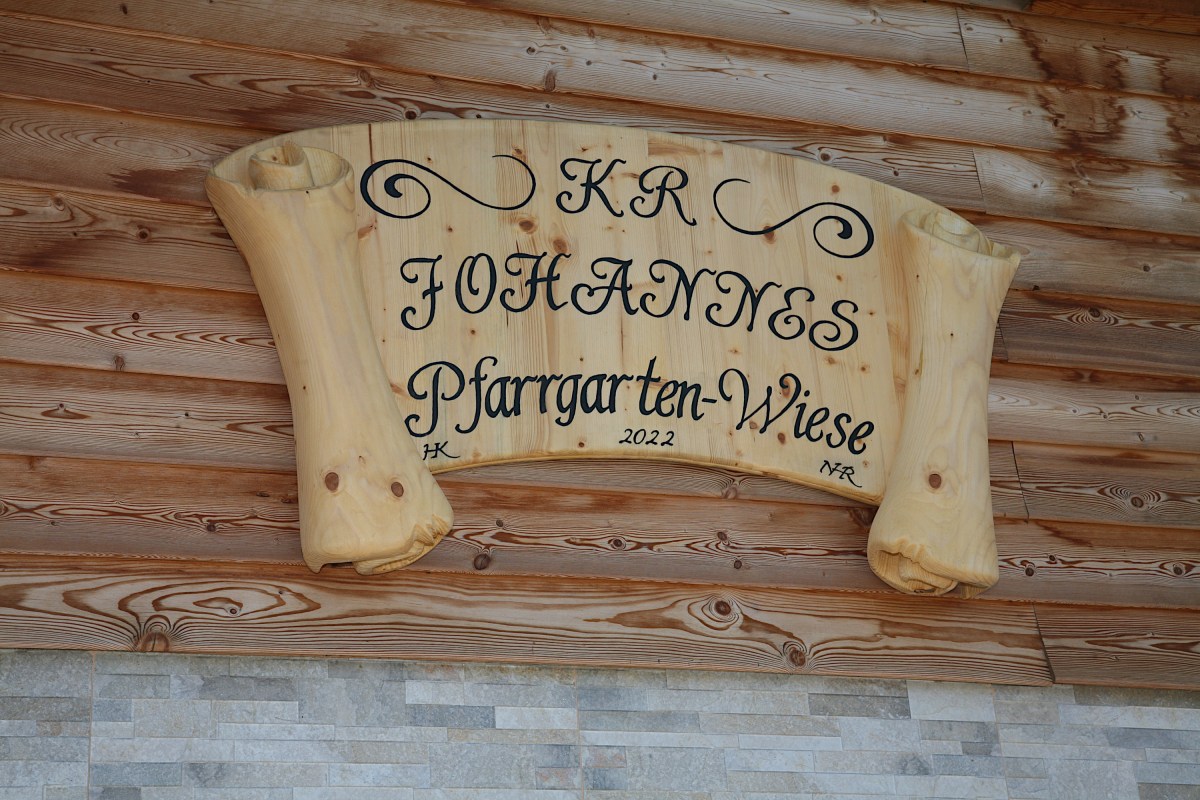 KR
JOHANNES
Pfarrgarten-Wiese
HK 2022 NR